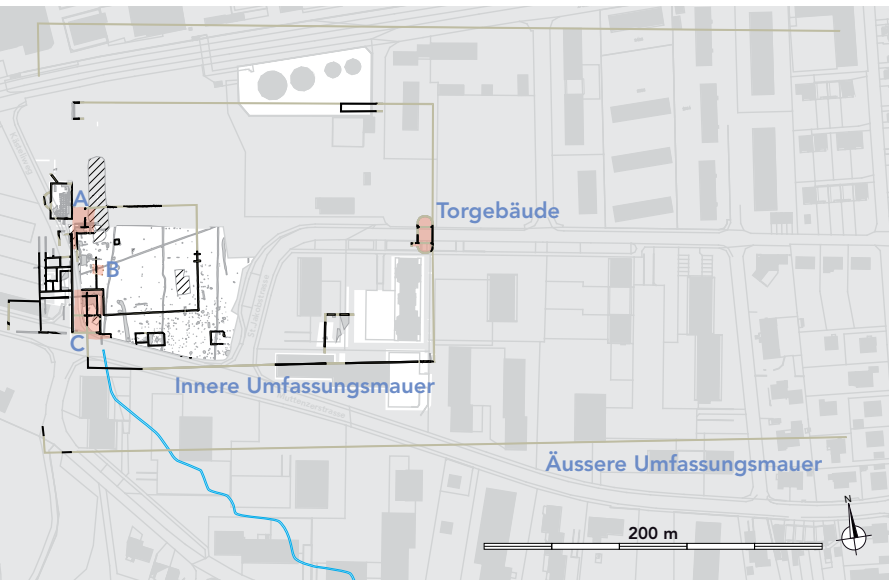 A
Torgebäude
B
C
Innere Umfassungsmauer
Äussere Umfassungsmauer
N
200 m